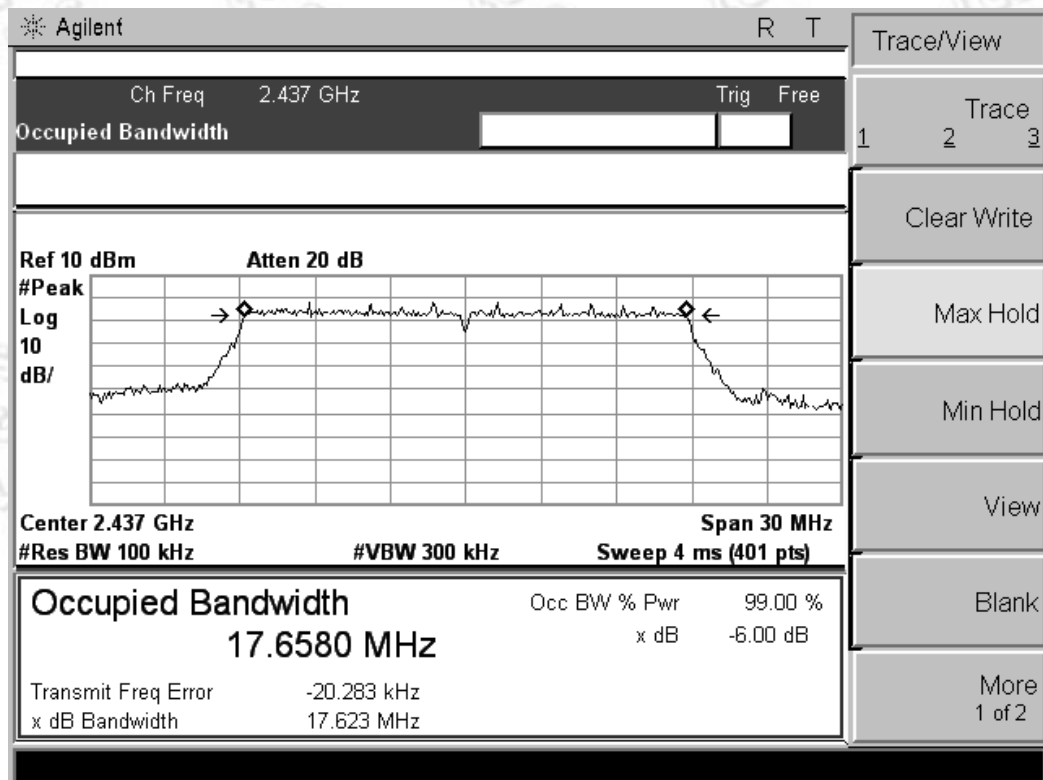 Agilent R T
Trace/View
Ch Freq 2.437 GHz Trig Free
Occupied Bandwidth
Trace
1 2 3
Clear Write
Max Hold
Min Hold
View
Blank
More
1 of 2
Ref 10 dBm Atten 20 dB
#Peak
Log
10
dB/
Center 2.437 GHz Span 30 MHz
#Res BW 100 kHz #VBW 300 kHz Sweep 4 ms (401 pts)
Occupied Bandwidth Occ BW % Pwr 99.00 %
17.6580 MHz x dB -6.00 dB
Transmit Freq Error -20.283 kHz
x dB Bandwidth 17.623 MHz